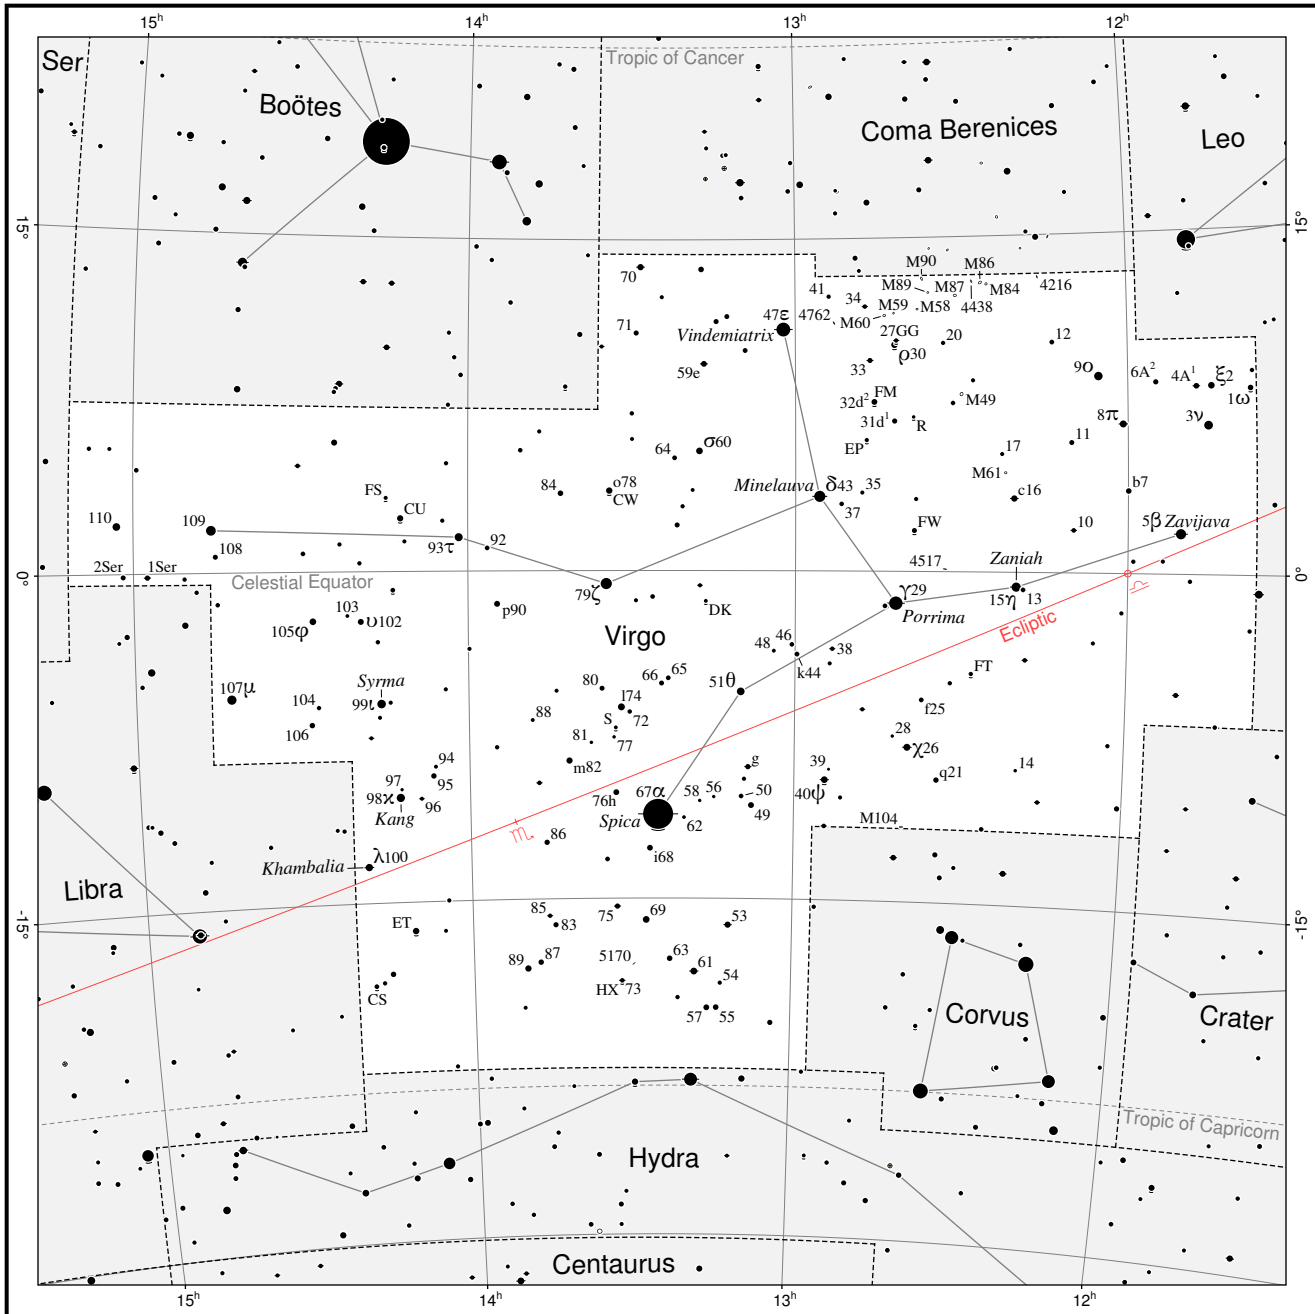 15h
14h
13h
12h
Ser
Boötes
Tropic of Cancer
Coma Berenices
Leo
15°
15°
70
M90
M86
M89
M87
M84
4216
41
34
M59
M58
4438
47ε
4762
M60
71
Vindemiatrix
27GG
20
12
ρ30
59e
33
9ο
6A2
4A1
ξ2
1ω
FM
32d2
M49
31d1
R
8π
3ν
EP
11
σ60
64
17
M61
84
ο78
CW
Minelauva
δ43
35
c16
b7
FS
CU
37
110
109
FW
10
5β
Zavijava
93τ
92
108
4517
Zaniah
2Ser
1Ser
0°
Celestial Equator
0°
79ζ
γ29
15η
13
♎
p90
DK
Porrima
103
105φ
υ102
Virgo
Ecliptic
48
46
38
k44
FT
107μ
Syrma
66
65
51θ
104
99ι
80
l74
f25
88
S
72
106
81
77
28
χ26
94
m82
g
39
14
97
95
q21
98κ
96
76h
67α
58
56
50
40ψ
Kang
Spica
62
49
M104
♏
86
i68
Khambalia
λ100
Libra
85
75
69
53
ET
83
-15°
-15°
89
87
5170
63
61
54
HX
73
CS
57
55
Corvus
Crater
Tropic of Capricorn
Hydra
Centaurus
15h
14h
13h
12h